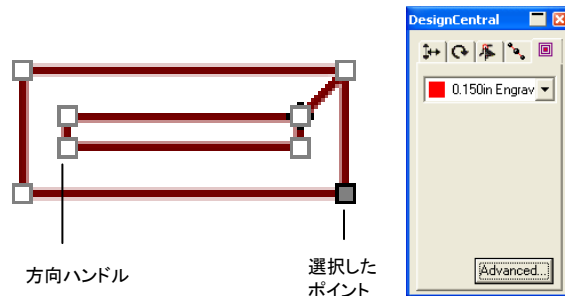 DesignCentral
0.150in Engrav
方向ハンドル
選択した
ポイント
Advanced...